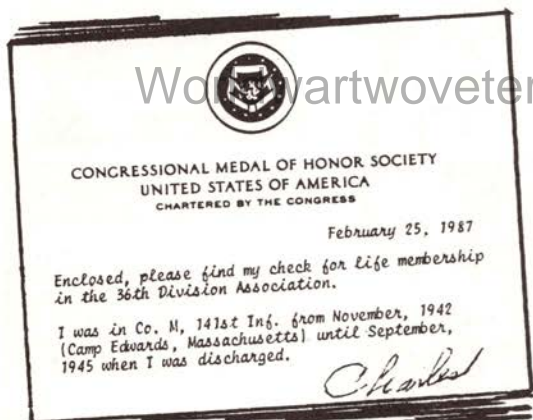 Worldwartwoveter
CONGRESSIONAL MEDAL OF HONOR SOCIETY
UNITED STATES OF AMERICA
CHARTERED BY THE CONGRESS
February 25, 1987
Enclosed, please find my check for life membership
in the 36th Division Association.
I was in Co. M, 141st Inf. from November, 1942
(Camp Edwards, Massachusetts) until September,
1945 when I was discharged.
Charles